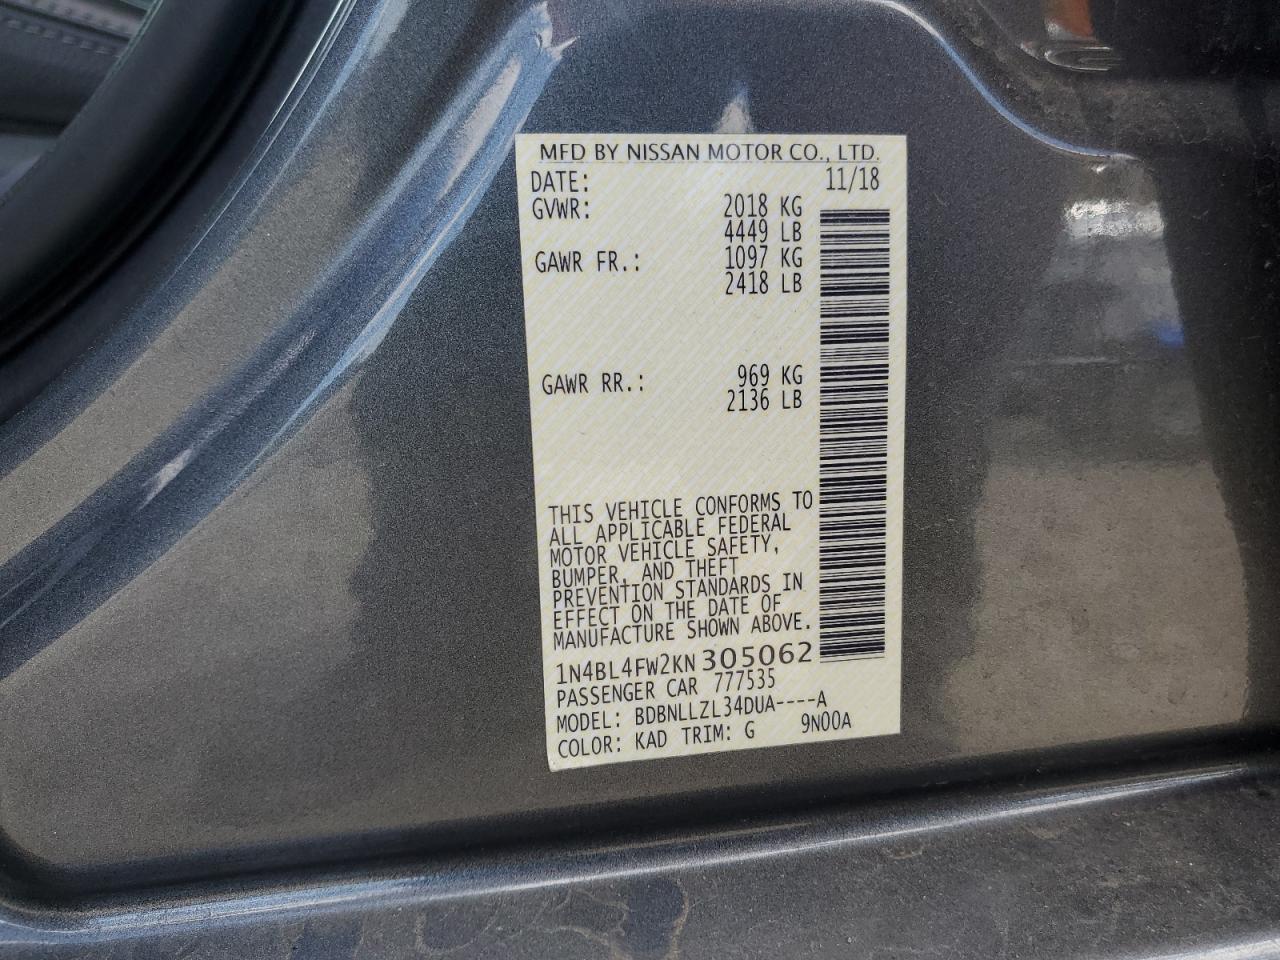 MFD BY NISSAN MOTOR CO., LTD.
DATE: 11/18
GVWR: 2018 KG
4449 LB
GAWR FR.: 1097 KG
2418 LB
GAWR RR.: 969 KG
2136 LB
THIS VEHICLE CONFORMS TO
ALL APPLICABLE FEDERAL
MOTOR VEHICLE SAFETY,
BUMPER, AND THEFT
PREVENTION STANDARDS IN
EFFECT ON THE DATE OF
MANUFACTURE SHOWN ABOVE.
1N4BL4FW2KN305062
PASSENGER CAR 777535
MODEL: BDBNLLZL34DUA----A
COLOR: KAD TRIM: G 9N00A